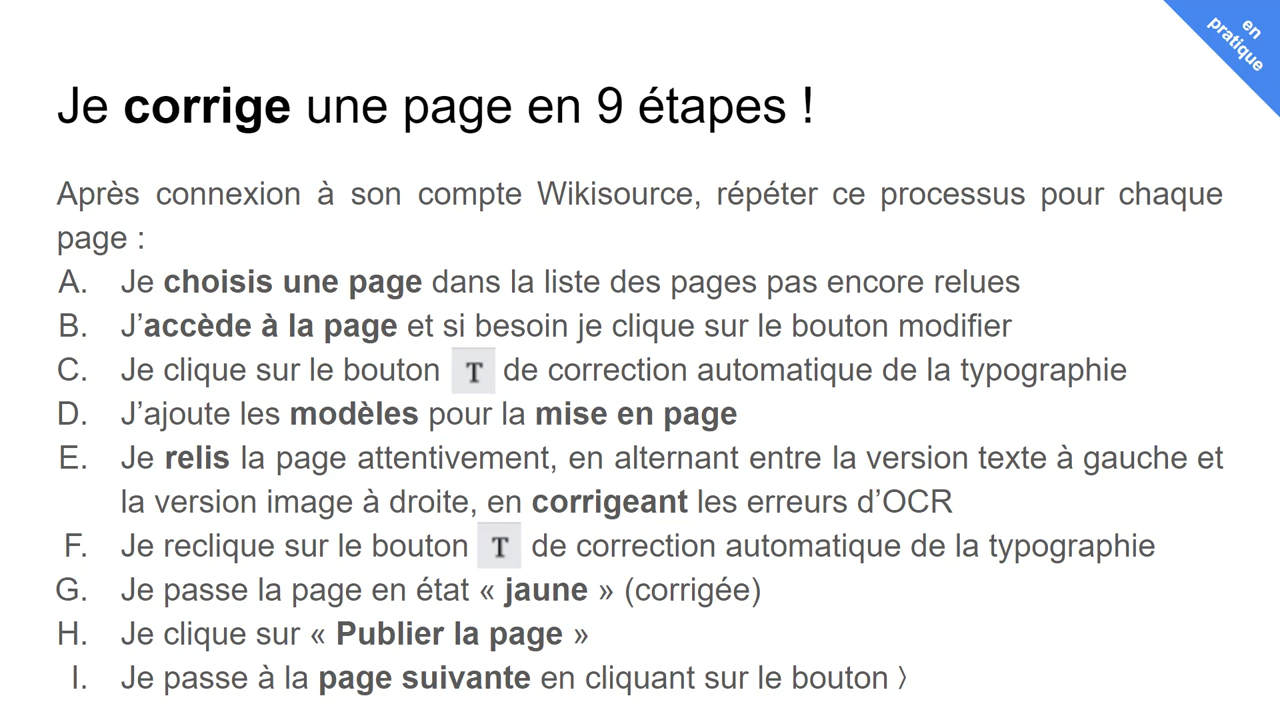 en
pratique
Je corrige une page en 9 étapes !
Après connexion à son compte Wikisource, répéter ce processus pour chaque
page :
A. Je choisis une page dans la liste des pages pas encore relues
B. J’accède à la page et si besoin je clique sur le bouton modifier
C. Je clique sur le bouton T de correction automatique de la typographie
D. J’ajoute les modèles pour la mise en page
E. Je relis la page attentivement, en alternant entre la version texte à gauche et
la version image à droite, en corrigeant les erreurs d’OCR
F. Je reclique sur le bouton T de correction automatique de la typographie
G. Je passe la page en état « jaune » (corrigée)
H. Je clique sur « Publier la page »
I. Je passe à la page suivante en cliquant sur le bouton 〉